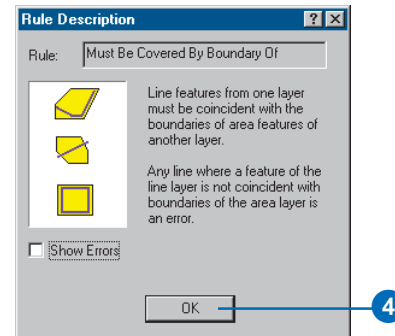 Rule Description
Rule: Must Be Covered By Boundary Of
Line features from one layer
must be coincident with the
boundaries of area features of
another layer.
Any line where a feature of the
line layer is not coincident with
boundaries of the area layer is
an error.
Show Errors
OK
4